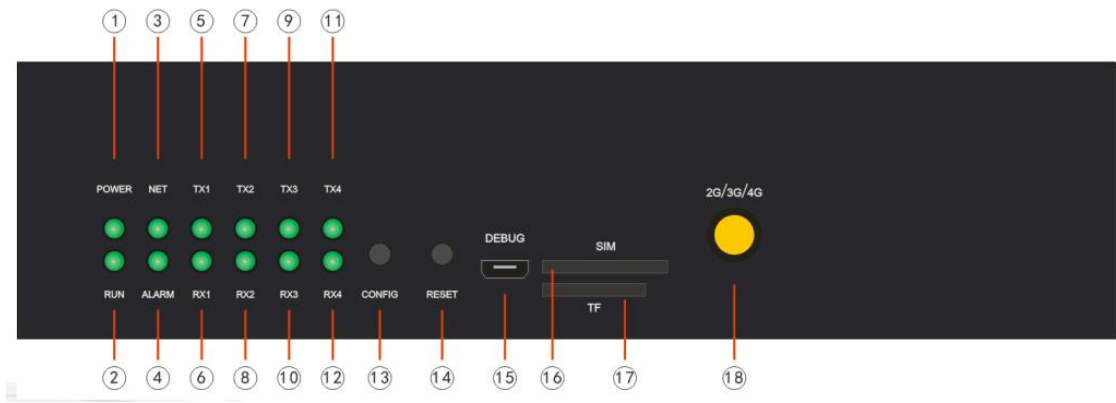 ① ③ ⑤ ⑦ ⑨ ⑪
2G/3G/4G
POWER NET TX1 TX2 TX3 TX4
DEBUG
SIM
RUN ALARM RX1 RX2 RX3 RX4 CONFIG RESET
TF
② ④ ⑥ ⑧ ⑩ ⑫ ⑬ ⑭ ⑮ ⑯ ⑰ ⑱